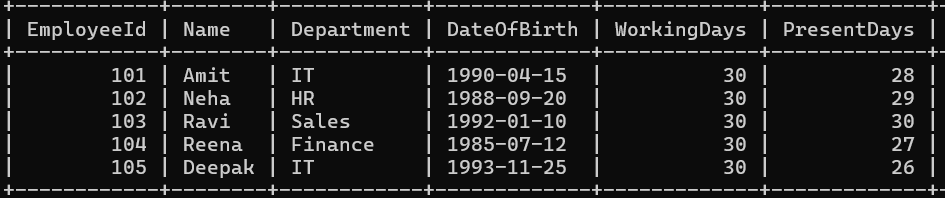 +------------+--------+------------+-------------+-------------+-------------+
| EmployeeId | Name   | Department | DateOfBirth | WorkingDays | PresentDays |
+------------+--------+------------+-------------+-------------+-------------+
|        101 | Amit   | IT         | 1990-04-15  |          30 |          28 |
|        102 | Neha   | HR         | 1988-09-20  |          30 |          29 |
|        103 | Ravi   | Sales      | 1992-01-10  |          30 |          30 |
|        104 | Reena  | Finance    | 1985-07-12  |          30 |          27 |
|        105 | Deepak | IT         | 1993-11-25  |          30 |          26 |
+------------+--------+------------+-------------+-------------+-------------+